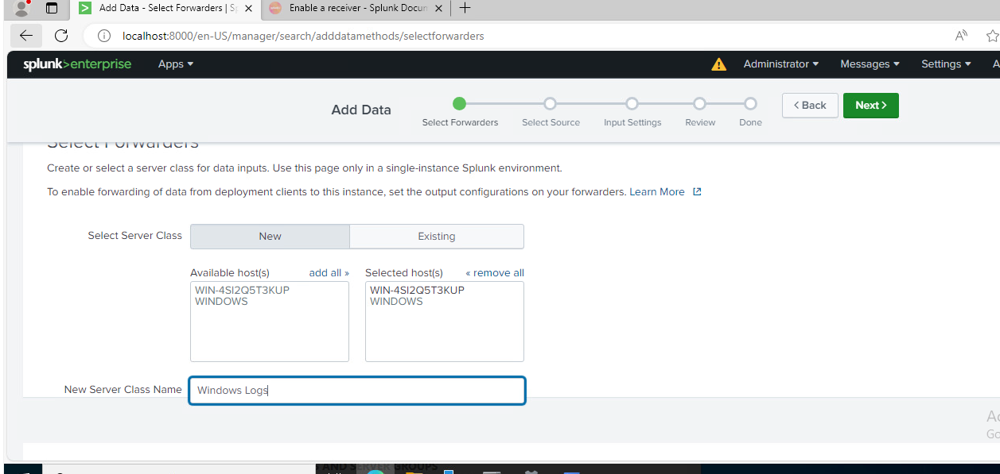 Add Data - Select Forwarders | Sp
Enable a receiver - Splunk Docun
localhost:8000/en-US/manager/search/adddatamethods/selectforwarders
splunk>enterprise Apps Administrator Messages Settings A
Add Data
Select Forwarders Select Source Input Settings Review Done
< Back Next >
Select Forwarders
Create or select a server class for data inputs. Use this page only in a single-instance Splunk environment.
To enable forwarding of data from deployment clients to this instance, set the output configurations on your forwarders. Learn More
Select Server Class New Existing
Available host(s) add all » Selected host(s) « remove all
WIN-4SI2Q5T3KUP WIN-4SI2Q5T3KUP
WINDOWS WINDOWS
New Server Class Name Windows Logs
Ac
Go
AND SERVER GROUPS